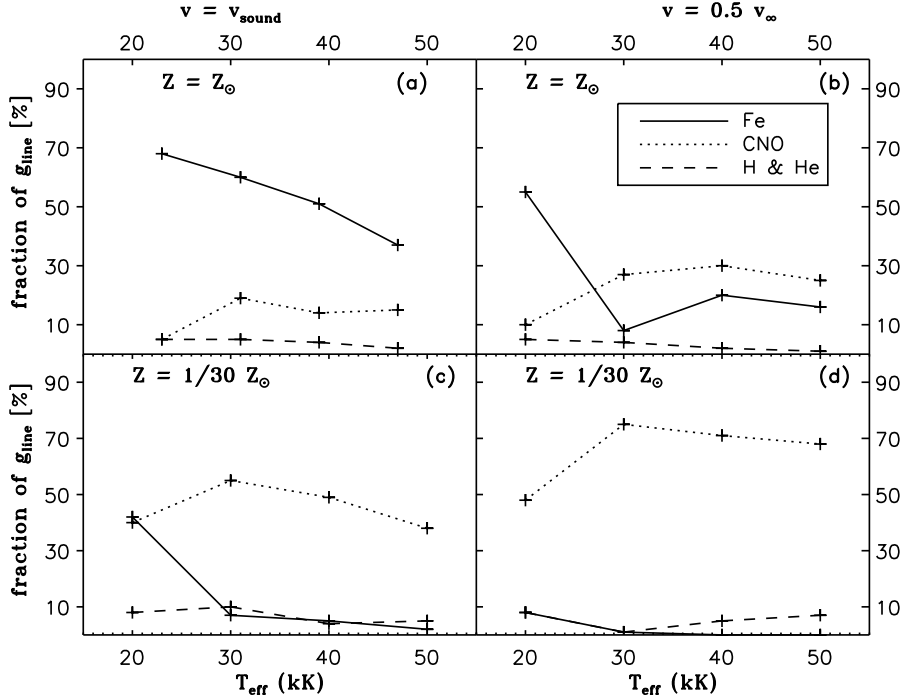 v = v_sound
v = 0.5 v_∞
20 30 40 50
20 30 40 50
Z = Z_⊙
(a)
Z = Z_⊙
(b)
Fe
CNO
H & He
fraction of g_line [%]
90
70
50
30
10
90
70
50
30
10
Z = 1/30 Z_⊙
(c)
Z = 1/30 Z_⊙
(d)
fraction of g_line [%]
90
70
50
30
10
90
70
50
30
10
20 30 40 50
20 30 40 50
T_eff (kK)
T_eff (kK)